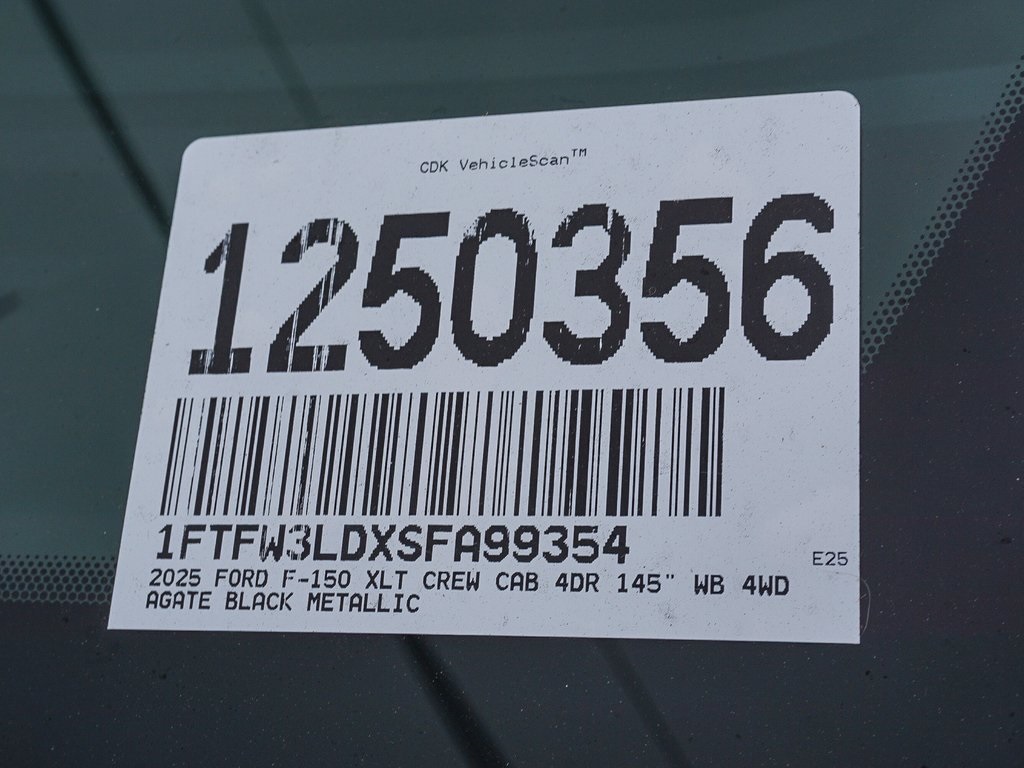 CDK VehicleScan™
1250356
1FTFW3LDXSFA99354
E25
2025 FORD F-150 XLT CREW CAB 4DR 145" WB 4WD
AGATE BLACK METALLIC